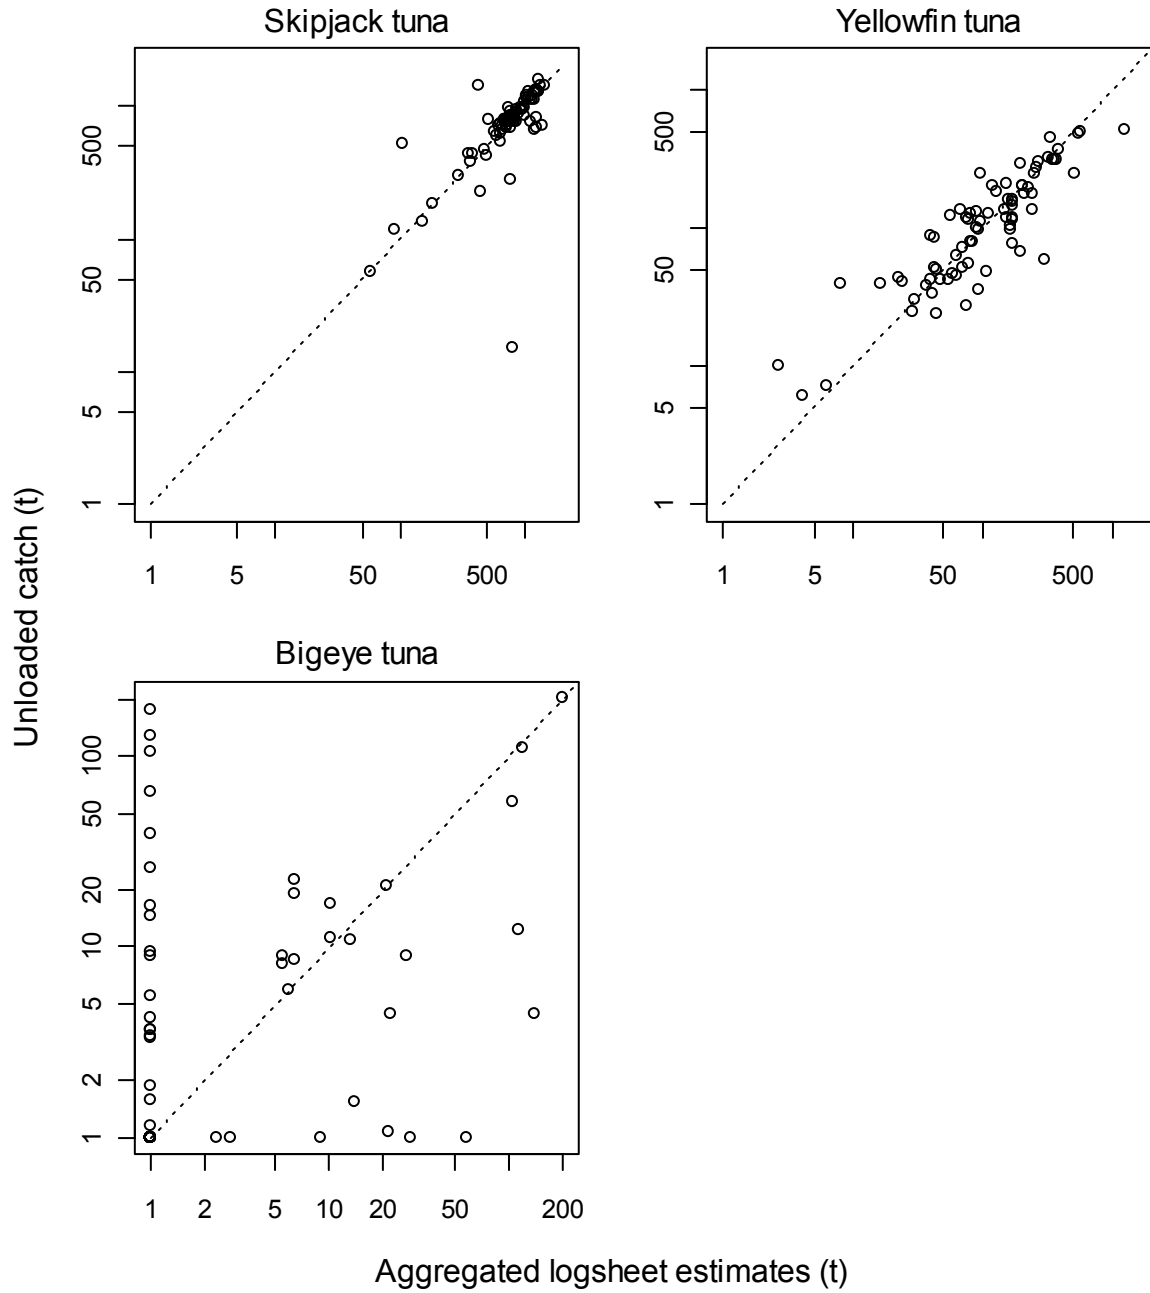 Skipjack tuna
500
50
5
1
1 5 50 500
Yellowfin tuna
500
50
5
1
1 5 50 500
Unloaded catch (t)
Bigeye tuna
100
50
20
10
5
2
1
1 2 5 10 20 50 200
Aggregated logsheet estimates (t)